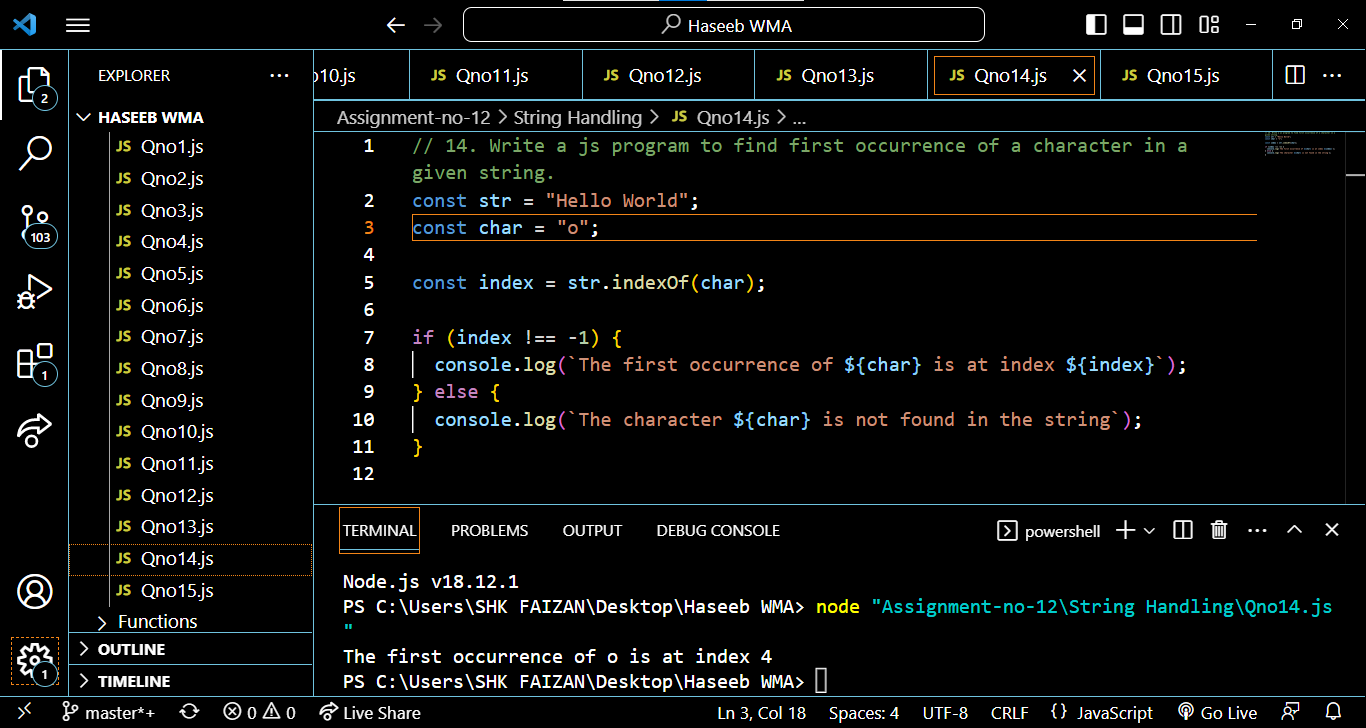 Haseeb WMA
EXPLORER
HASEEB WMA
JS Qno1.js
JS Qno2.js
JS Qno3.js
JS Qno4.js
JS Qno5.js
JS Qno6.js
JS Qno7.js
JS Qno8.js
JS Qno9.js
JS Qno10.js
JS Qno11.js
JS Qno12.js
JS Qno13.js
JS Qno14.js
JS Qno15.js
Functions
OUTLINE
TIMELINE
2
103
1
1
o10.js JS Qno11.js JS Qno12.js JS Qno13.js JS Qno14.js JS Qno15.js
Assignment-no-12 > String Handling > JS Qno14.js > ...
1 // 14. Write a js program to find first occurrence of a character in a
given string.
2 const str = "Hello World";
3 const char = "o";
4
5 const index = str.indexOf(char);
6
7 if (index !== -1) {
8 console.log(`The first occurrence of ${char} is at index ${index}`);
9 } else {
10 console.log(`The character ${char} is not found in the string`);
11 }
12
TERMINAL PROBLEMS OUTPUT DEBUG CONSOLE powershell
Node.js v18.12.1
PS C:\Users\SHK FAIZAN\Desktop\Haseeb WMA> node "Assignment-no-12\String Handling\Qno14.js
"
The first occurrence of o is at index 4
PS C:\Users\SHK FAIZAN\Desktop\Haseeb WMA>
master*+ 0 0 Live Share Ln 3, Col 18 Spaces: 4 UTF-8 CRLF {} JavaScript Go Live